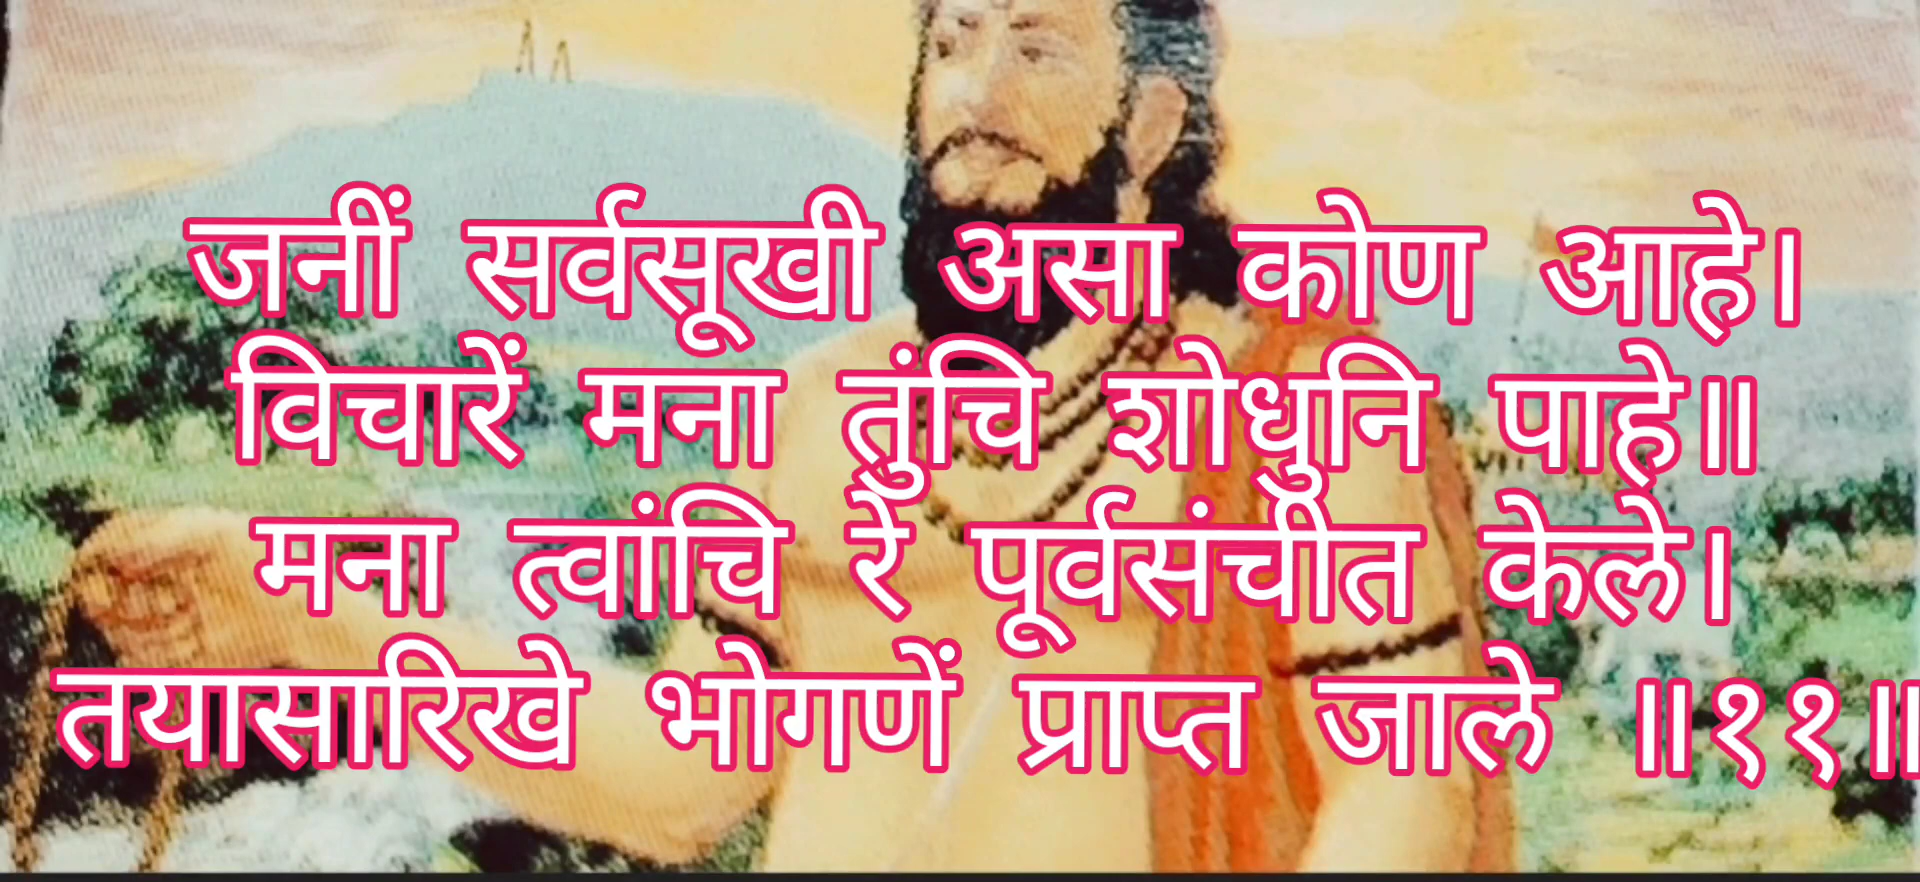 जनीं सर्वसूखी असा कोण आहे।
विचारें मना तुंचि शोधुनि पाहे॥
मना त्वांचि रे पूर्वसंचीत केले।
तयासारिखे भोगणें प्राप्त जाले ॥११॥